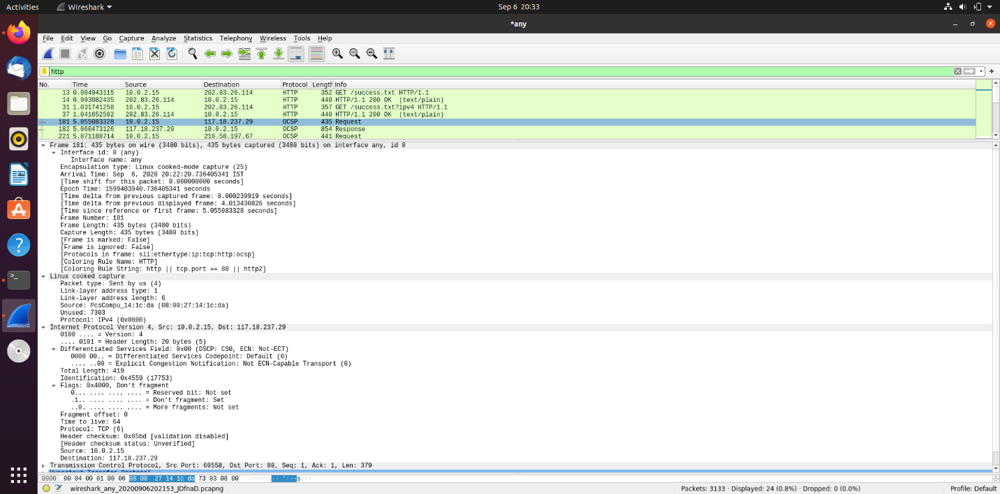 Activities Wireshark Sep 6 20:33
*any
File Edit View Go Capture Analyze Statistics Telephony Wireless Tools Help
http
No. Time Source Destination Protocol Length Info
13 0.984943115 10.0.2.15 202.83.26.114 HTTP 352 GET /success.txt HTTP/1.1
14 0.993082435 202.83.26.114 10.0.2.15 HTTP 440 HTTP/1.1 200 OK (text/plain)
31 1.031741258 10.0.2.15 202.83.26.114 HTTP 357 GET /success.txt?ipv4 HTTP/1.1
37 1.041652502 202.83.26.114 10.0.2.15 HTTP 440 HTTP/1.1 200 OK (text/plain)
181 5.055083328 10.0.2.15 117.18.237.29 OCSP 435 Request
182 5.060473126 117.18.237.29 10.0.2.15 OCSP 854 Response
221 5.871188714 10.0.2.15 216.58.197.67 OCSP 441 Request
Frame 181: 435 bytes on wire (3480 bits), 435 bytes captured (3480 bits) on interface any, id 0
Interface id: 0 (any)
Interface name: any
Encapsulation type: Linux cooked-mode capture (25)
Arrival Time: Sep 6, 2020 20:22:20.736405341 IST
[Time shift for this packet: 0.000000000 seconds]
Epoch Time: 1599403940.736405341 seconds
[Time delta from previous captured frame: 0.000239919 seconds]
[Time delta from previous displayed frame: 4.013430826 seconds]
[Time since reference or first frame: 5.055083328 seconds]
Frame Number: 181
Frame Length: 435 bytes (3480 bits)
Capture Length: 435 bytes (3480 bits)
[Frame is marked: False]
[Frame is ignored: False]
[Protocols in frame: sll:ethertype:ip:tcp:http:ocsp]
[Coloring Rule Name: HTTP]
[Coloring Rule String: http || tcp.port == 80 || http2]
Linux cooked capture
Packet type: Sent by us (4)
Link-layer address type: 1
Link-layer address length: 6
Source: PcsCompu_14:1c:da (08:00:27:14:1c:da)
Unused: 7303
Protocol: IPv4 (0x0800)
Internet Protocol Version 4, Src: 10.0.2.15, Dst: 117.18.237.29
0100 .... = Version: 4
.... 0101 = Header Length: 20 bytes (5)
Differentiated Services Field: 0x00 (DSCP: CS0, ECN: Not-ECT)
0000 00.. = Differentiated Services Codepoint: Default (0)
.... ..00 = Explicit Congestion Notification: Not ECN-Capable Transport (0)
Total Length: 419
Identification: 0x4559 (17753)
Flags: 0x4000, Don't fragment
0... .... .... .... = Reserved bit: Not set
.1.. .... .... .... = Don't fragment: Set
..0. .... .... .... = More fragments: Not set
Fragment offset: 0
Time to live: 64
Protocol: TCP (6)
Header checksum: 0x85bd [validation disabled]
[Header checksum status: Unverified]
Source: 10.0.2.15
Destination: 117.18.237.29
Transmission Control Protocol, Src Port: 60558, Dst Port: 80, Seq: 1, Ack: 1, Len: 379
Hypertext Transfer Protocol
0000 00 04 00 01 00 06 08 00 27 14 1c da 73 03 08 00 ········ '···s···
wireshark_any_20200906202153_JDfnaD.pcapng Packets: 3133 · Displayed: 24 (0.8%) · Dropped: 0 (0.0%) Profile: Default